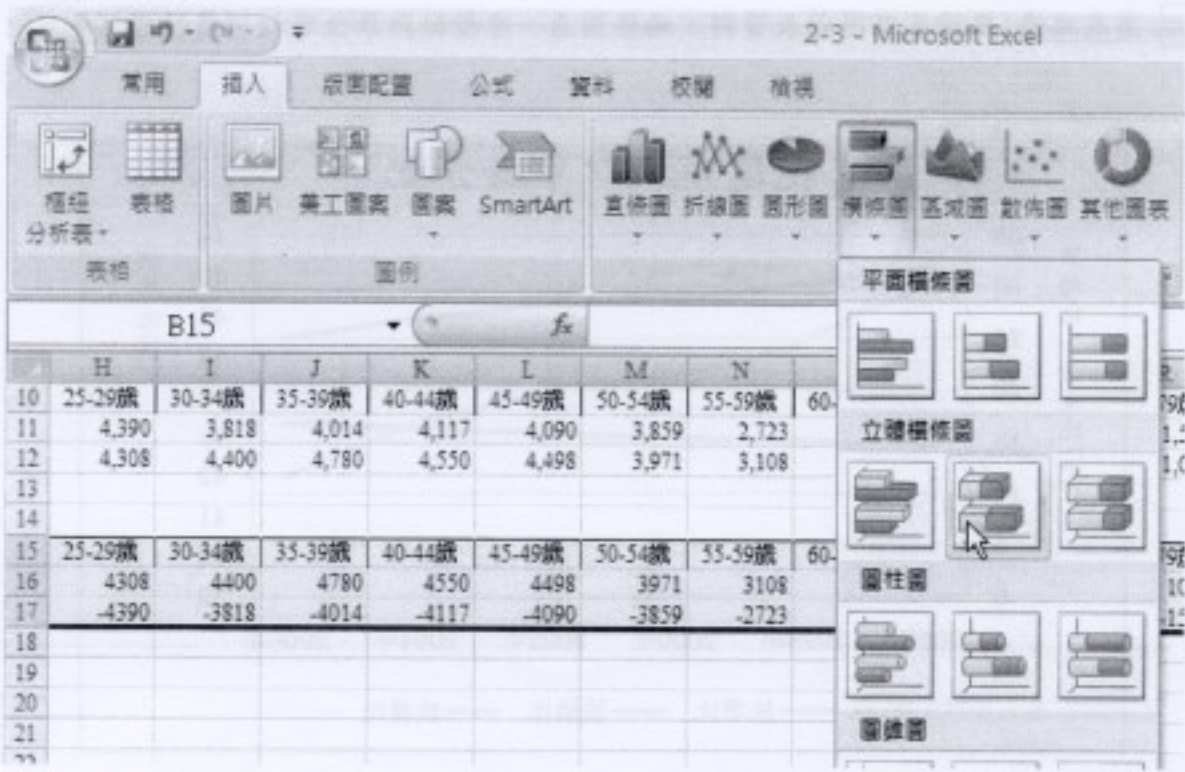 2-3 - Microsoft Excel
常用 插入 版面配置 公式 資料 校閱 檢視
樞紐分析表 表格 圖片 美工圖案 圖案 SmartArt 直條圖 折線圖 圓形圖 橫條圖 區域圖 散佈圖 其他圖表
表格 圖例
平面橫條圖
B15 fx
H I J K L M N
10 25-29歲 30-34歲 35-39歲 40-44歲 45-49歲 50-54歲 55-59歲 60-
11 4,390 3,818 4,014 4,117 4,090 3,859 2,723
立體橫條圖
12 4,308 4,400 4,780 4,550 4,498 3,971 3,108
13
14
15 25-29歲 30-34歲 35-39歲 40-44歲 45-49歲 50-54歲 55-59歲 60-
16 4308 4400 4780 4550 4498 3971 3108
圓柱圖
17 -4390 -3818 -4014 -4117 -4090 -3859 -2723
18
19
20
21
圓錐圖